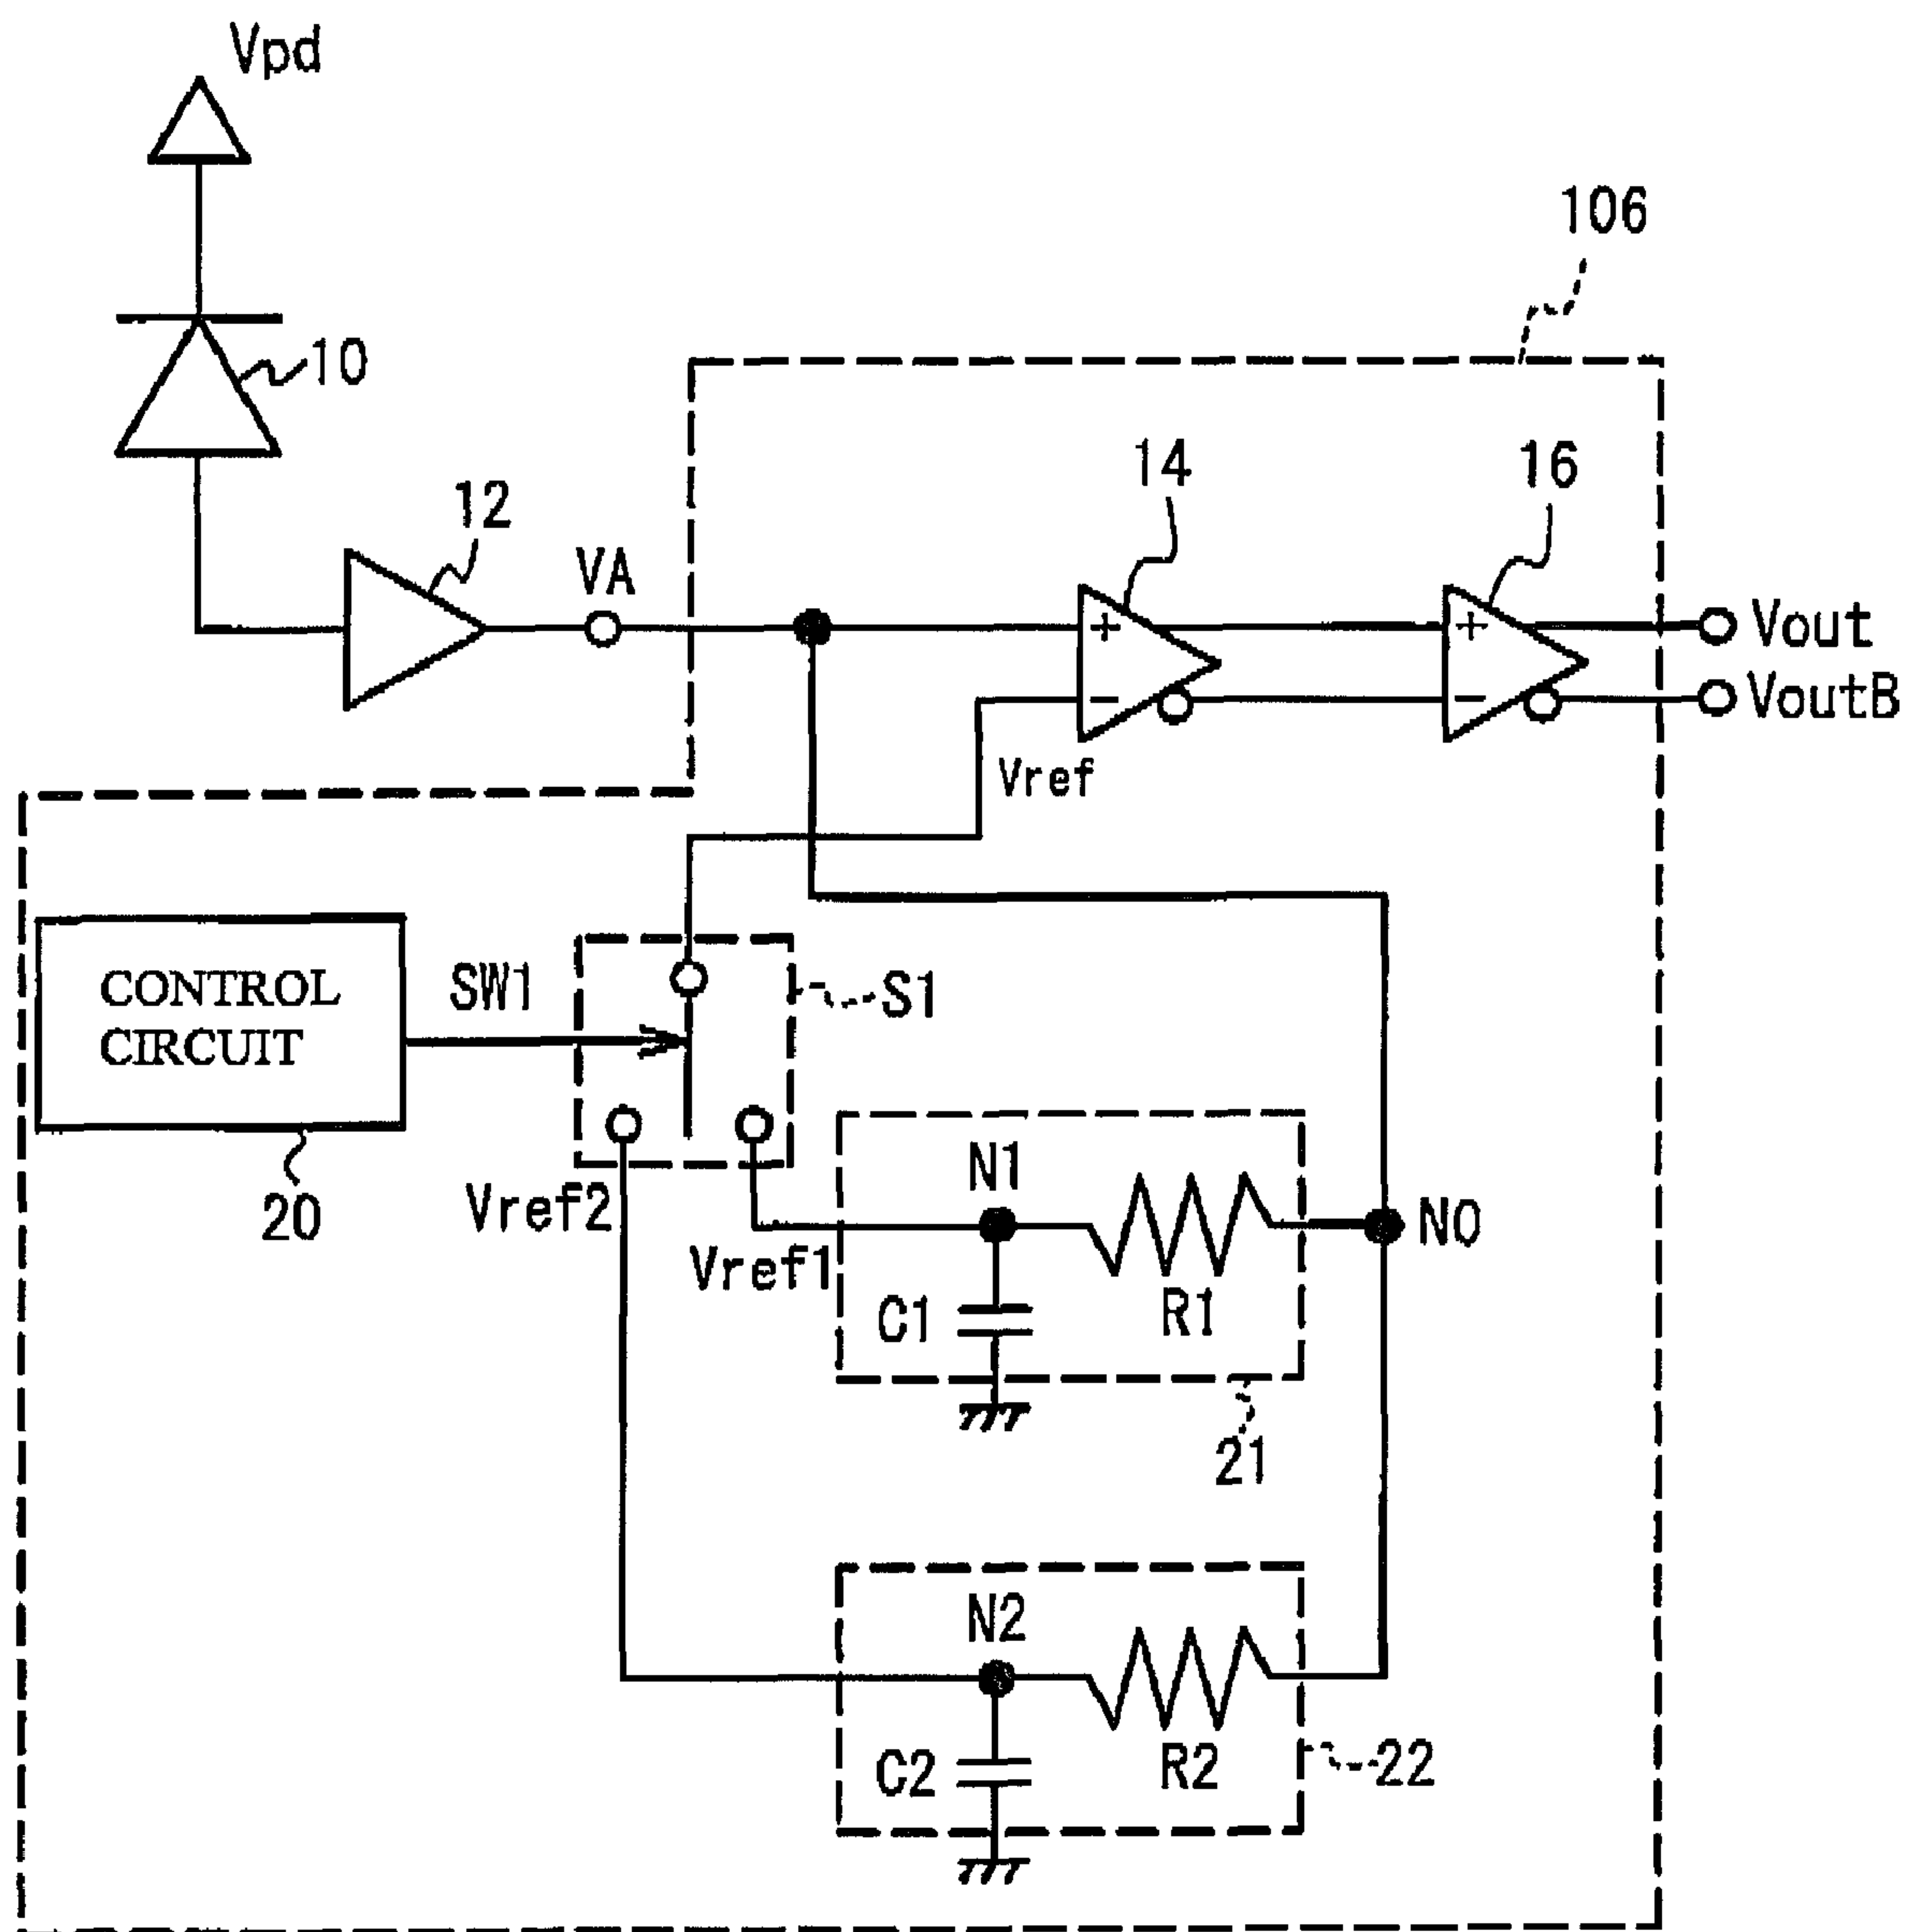 Vpd
106
10
14
16
12
VA
+
+
Vout
−
−
VoutB
Vref
CONTROL
CIRCUIT
SW1
S1
N1
20
Vref2
N0
Vref1
C1
R1
21
N2
C2
R2
22